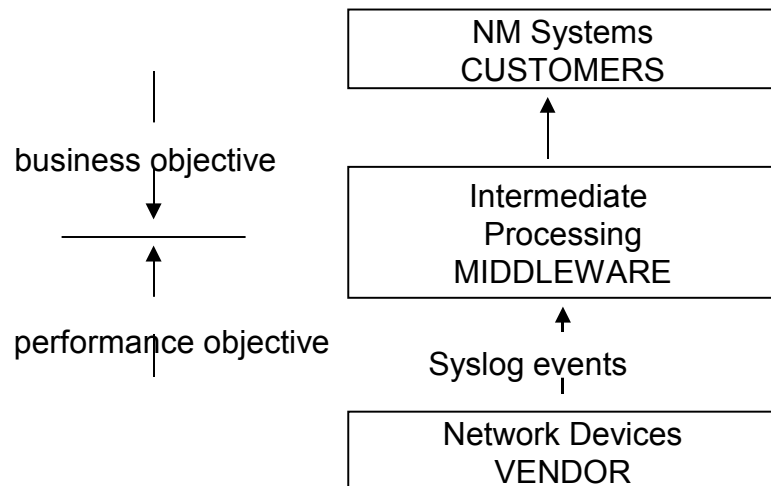 NM Systems
CUSTOMERS
business objective
Intermediate
Processing
MIDDLEWARE
performance objective
Syslog events
Network Devices
VENDOR